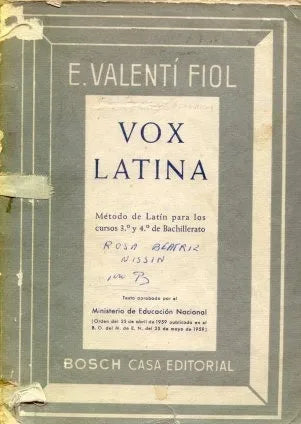 E. VALENTÍ FIOL
VOX
LATINA
Método de Latín para los
cursos 3.º y 4.º de Bachillerato
ROSA BEATRIZ
NISSIN
Texto aprobado por el
Ministerio de Educación Nacional
(Orden del 25 de abril de 1959 publicada en el
B. O. del M. de E. N. del 25 de mayo de 1959)
BOSCH CASA EDITORIAL